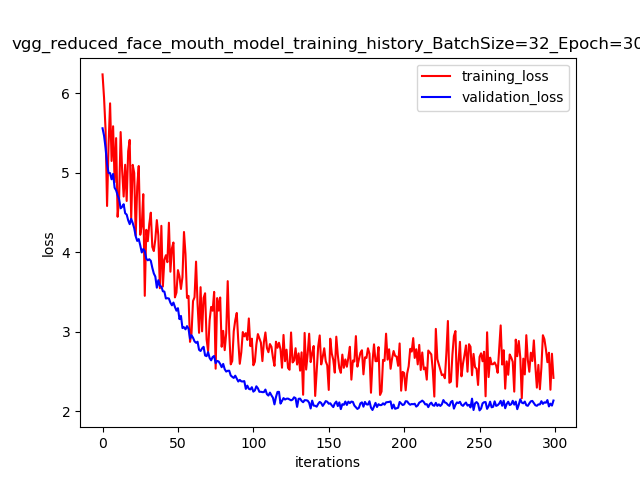 vgg_reduced_face_mouth_model_training_history_BatchSize=32_Epoch=30
training_loss
validation_loss
6
5
4
3
2
loss
0
50
100
150
200
250
300
iterations